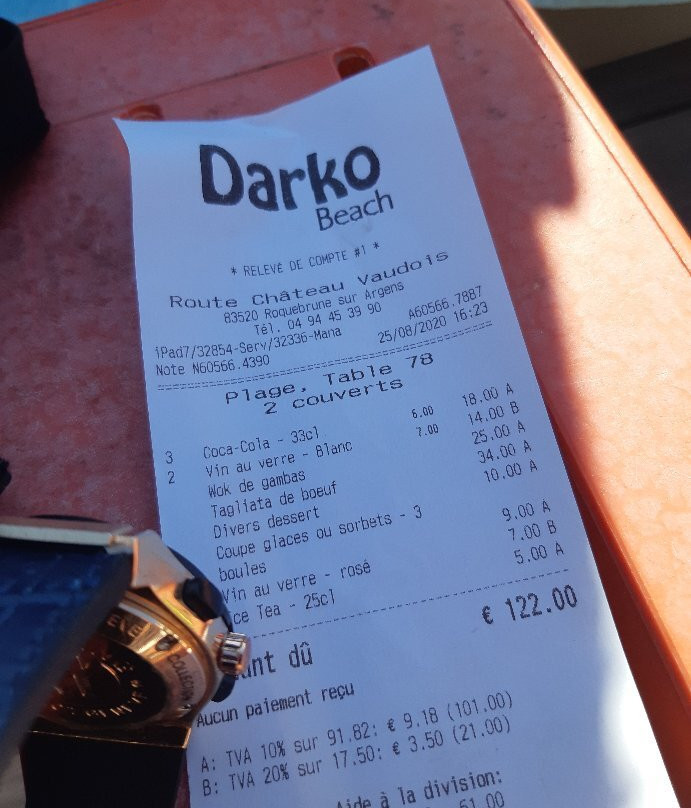 Darko
Beach
* RELEVÉ DE COMPTE #1 *
Route Château Vaudois
83520 Roquebrune sur Argens
Tél. 04 94 45 39 90
iPad7/32854-Serv/32336-Mana A60566.7887
Note N60566.4390 25/08/2020 16:23
Plage, Table 78
2 couverts
3 Coca-Cola - 33cl 6.00 18.00 A
2 Vin au verre - Blanc 7.00 14.00 B
Wok de gambas 25.00 A
Tagliata de boeuf 34.00 A
Divers dessert 10.00 A
Coupe glaces ou sorbets - 3
boules 9.00 A
Vin au verre - rosé 7.00 B
ce Tea - 25cl 5.00 A
unt dû € 122.00
Aucun paiement reçu
A: TVA 10% sur 91.82: € 9.18 (101.00)
B: TVA 20% sur 17.50: € 3.50 (21.00)
Aide à la division:
61.00